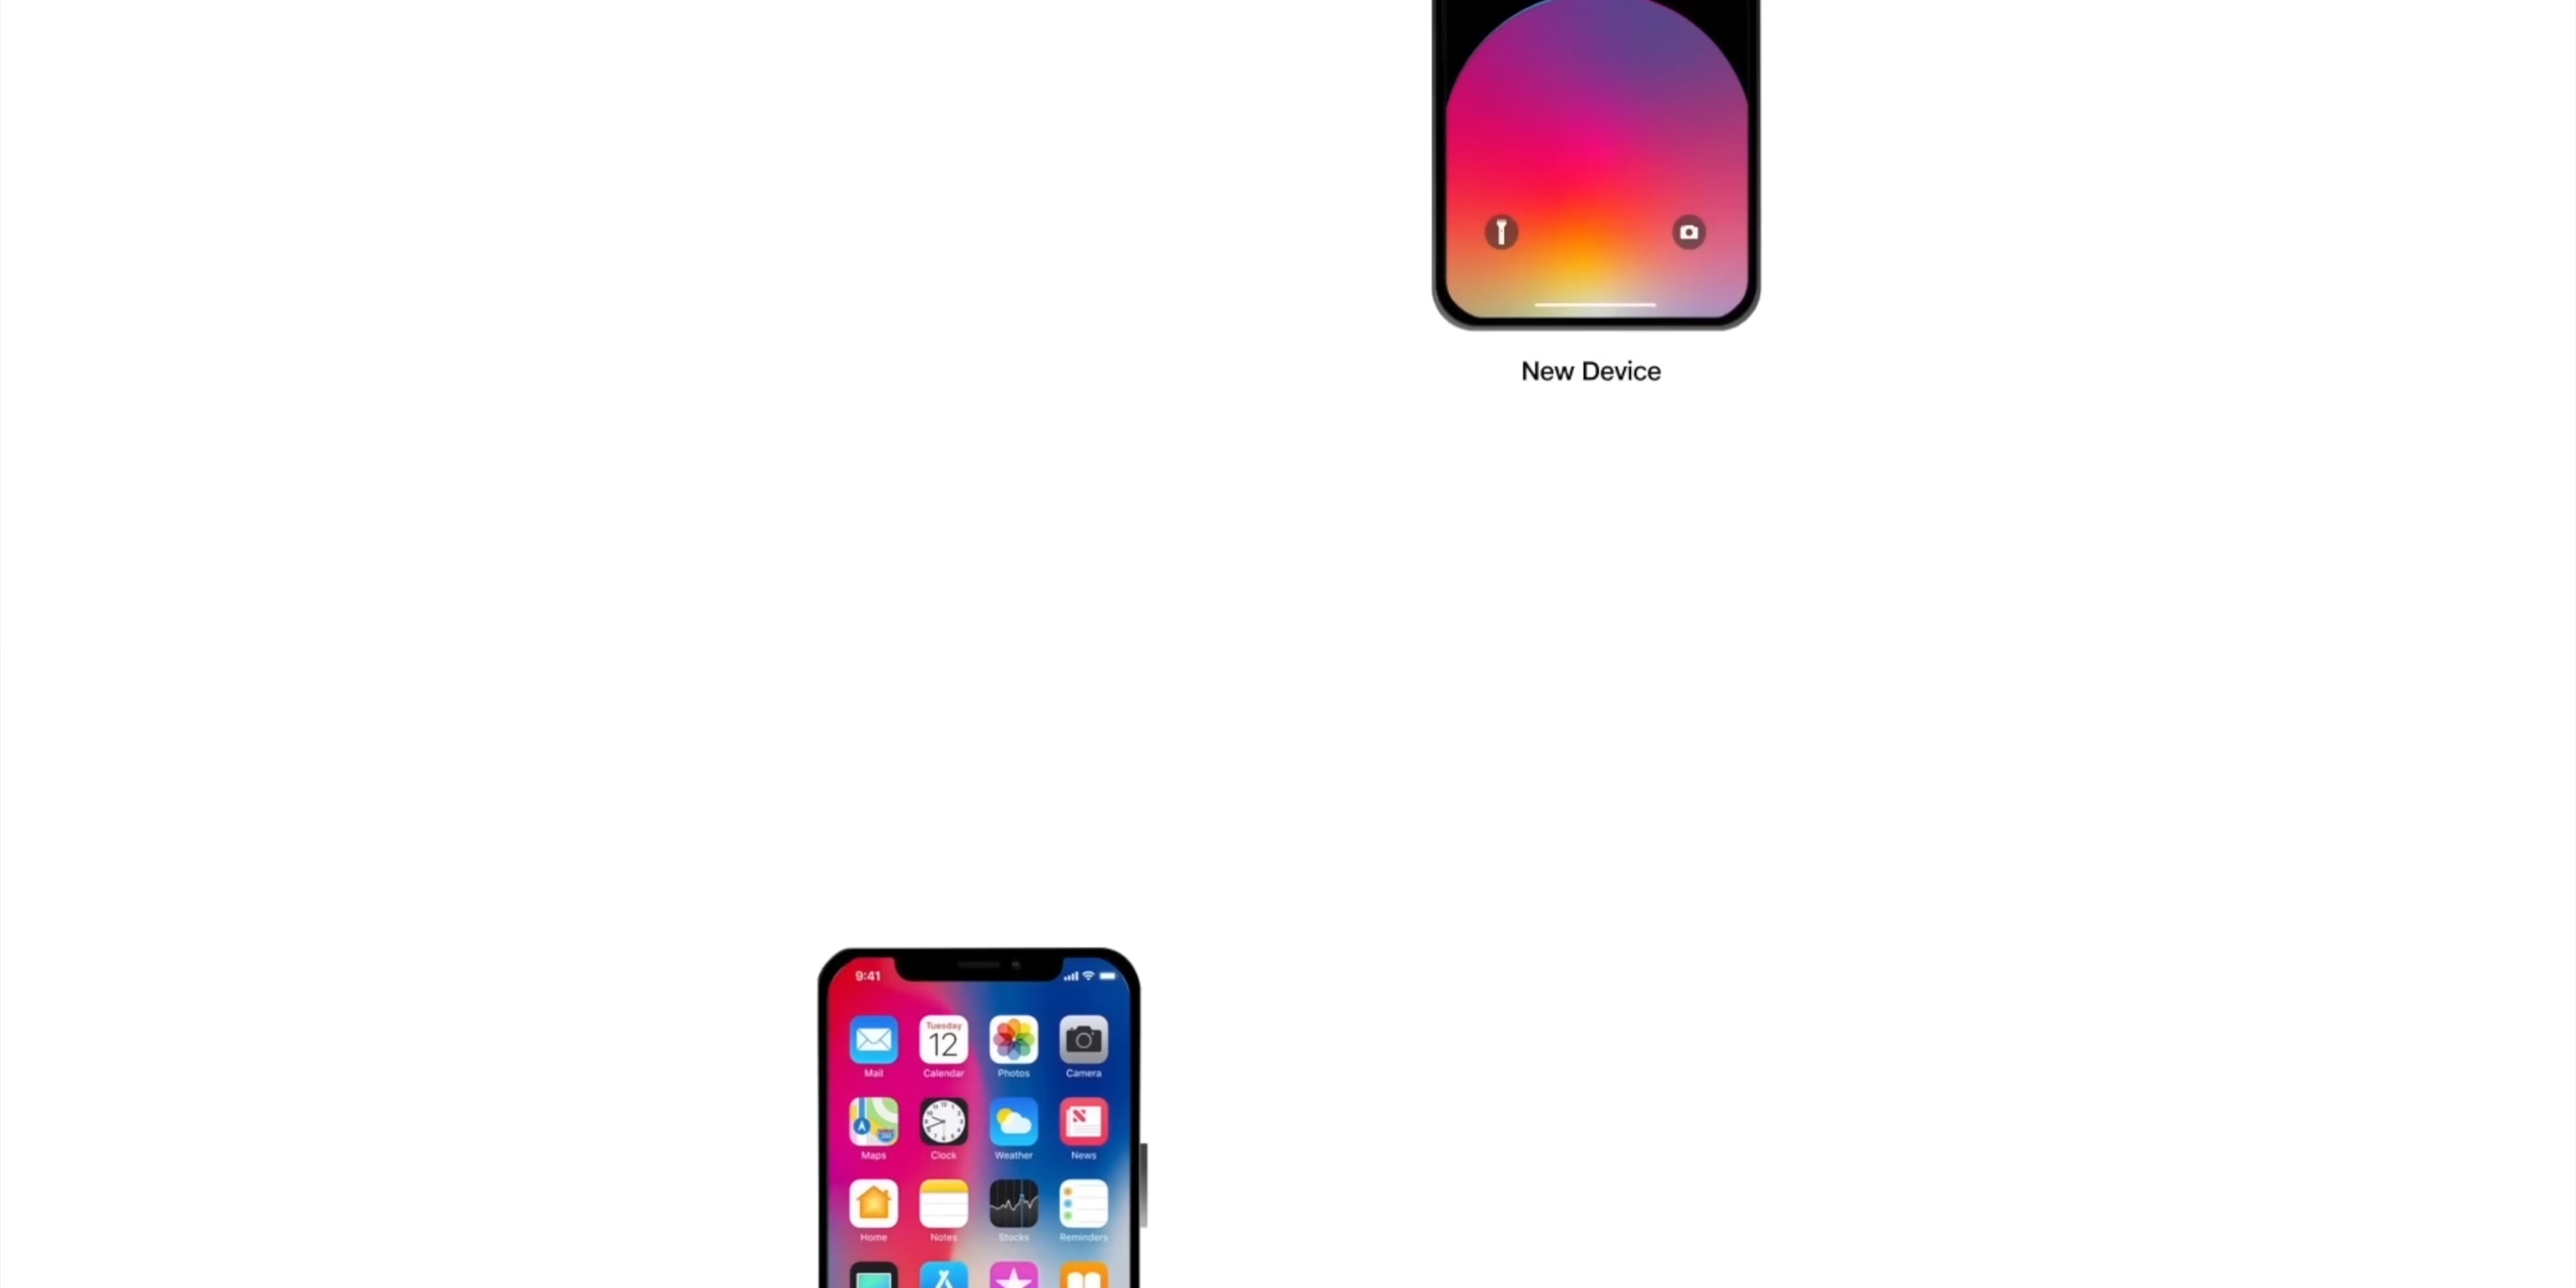 New Device
9:41
Tuesday
12
Mail Calendar Photos Camera
Maps Clock Weather News
Home Notes Stocks Reminders